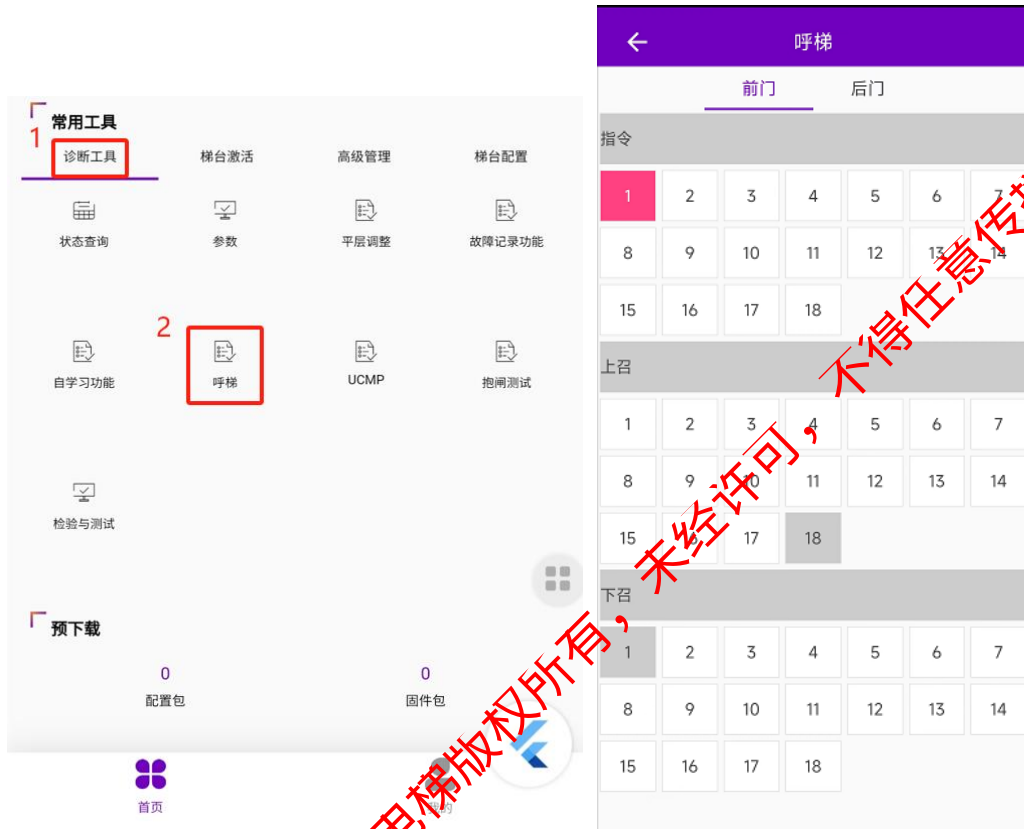 常用工具
1
诊断工具 梯台激活 高级管理 梯台配置
状态查询 参数 平层调整 故障记录功能
2
自学习功能 呼梯 UCMP 抱闸测试
检验与测试
预下载
0 0
配置包 固件包
首页 我的
呼梯
前门 后门
指令
1 2 3 4 5 6 7
8 9 10 11 12 13 14
15 16 17 18
上召
1 2 3 4 5 6 7
8 9 10 11 12 13 14
15 16 17 18
下召
1 2 3 4 5 6 7
8 9 10 11 12 13 14
15 16 17 18
梯版权所有，未经许可，不得任意传